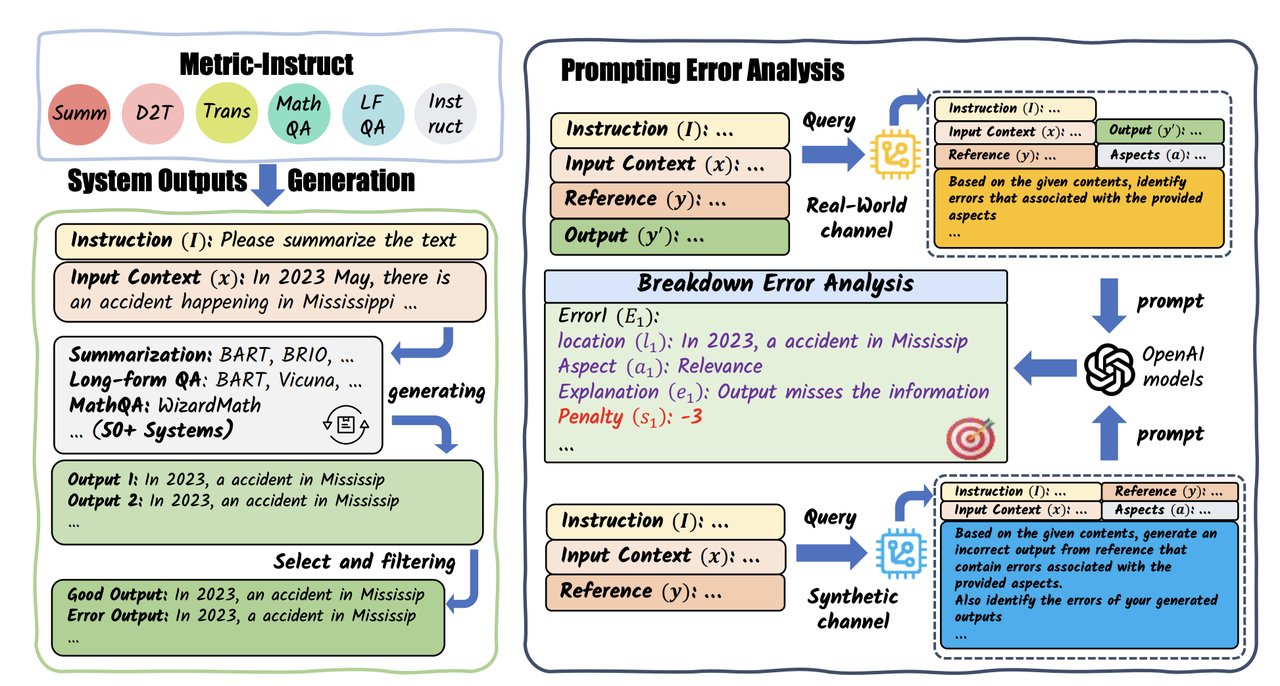 Metric-Instruct
Summ
D2T
Trans
Math
QA
LF
QA
Inst
ruct
System Outputs Generation
Instruction (I): Please summarize the text
Input Context (x): In 2023 May, there is
an accident happening in Mississippi ...
Summarization: BART, BRIO, ...
Long-form QA: BART, Vicuna, ...
MathQA: WizardMath
... (50+ Systems)
generating
Output 1: In 2023, a accident in Mississip
Output 2: In 2023, an accident in Mississip
...
Select and filtering
Good Output: In 2023, an accident in Mississip
Error Output: In 2023, a accident in Mississip
...
Prompting Error Analysis
Instruction (I): ...
Input Context (x): ...
Reference (y): ...
Output (y′): ...
Query
Real-World
channel
Instruction (I): ...
Input Context (x): ...
Output (y′): ...
Reference (y): ...
Aspects (a): ...
Based on the given contents, identify
errors that associated with the provided
aspects
...
prompt
OpenAI
models
prompt
Breakdown Error Analysis
Error1 (E₁):
location (l₁): In 2023, a accident in Mississip
Aspect (a₁): Relevance
Explanation (e₁): Output misses the information
Penalty (s₁): -3
...
Instruction (I): ...
Input Context (x): ...
Reference (y): ...
Query
Synthetic
channel
Instruction (I): ...
Reference (y): ...
Input Context (x): ...
Aspects (a): ...
Based on the given contents, generate an
incorrect output from reference that
contain errors associated with the
provided aspects.
Also identify the errors of your generated
outputs
...